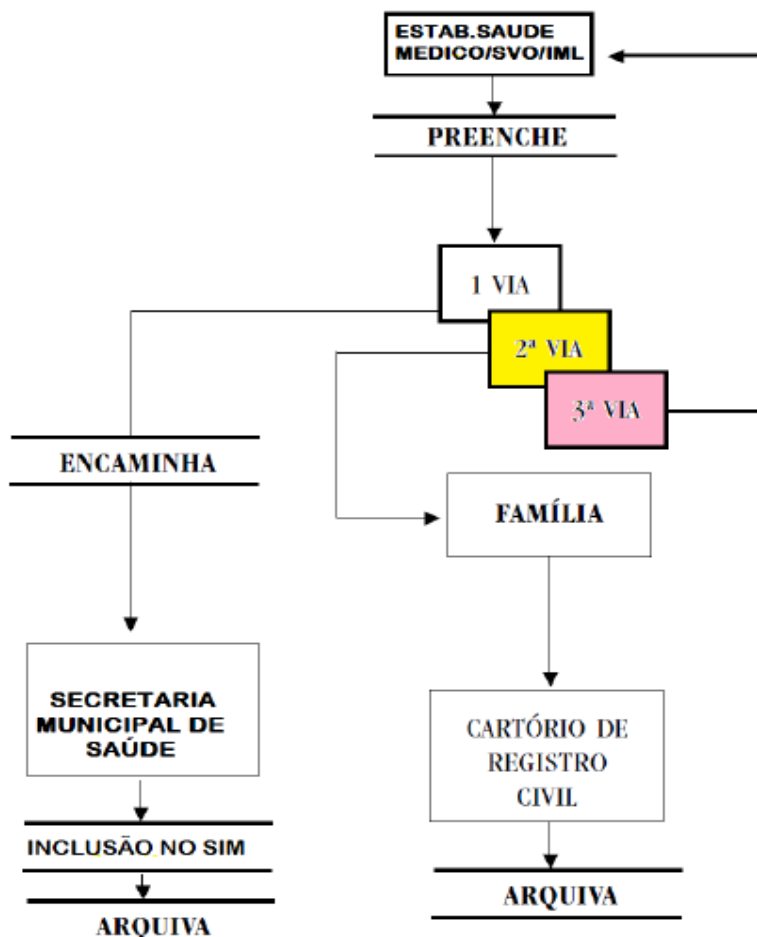 ESTAB.SAUDE
MEDICO/SVO/IML
PREENCHE
1 VIA
2ª VIA
3ª VIA
ENCAMINHA
FAMÍLIA
SECRETARIA
MUNICIPAL DE
SAÚDE
CARTÓRIO DE
REGISTRO
CIVIL
INCLUSÃO NO SIM
ARQUIVA
ARQUIVA